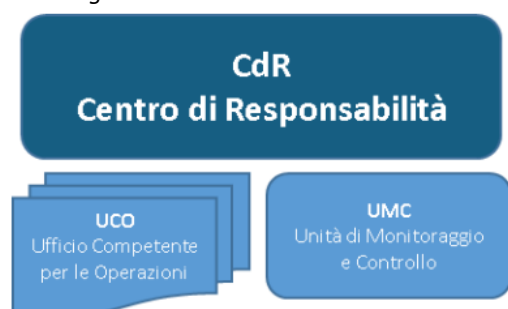 CdR
Centro di Responsabilità
UCO
Ufficio Competente
per le Operazioni
UMC
Unità di Monitoraggio
e Controllo